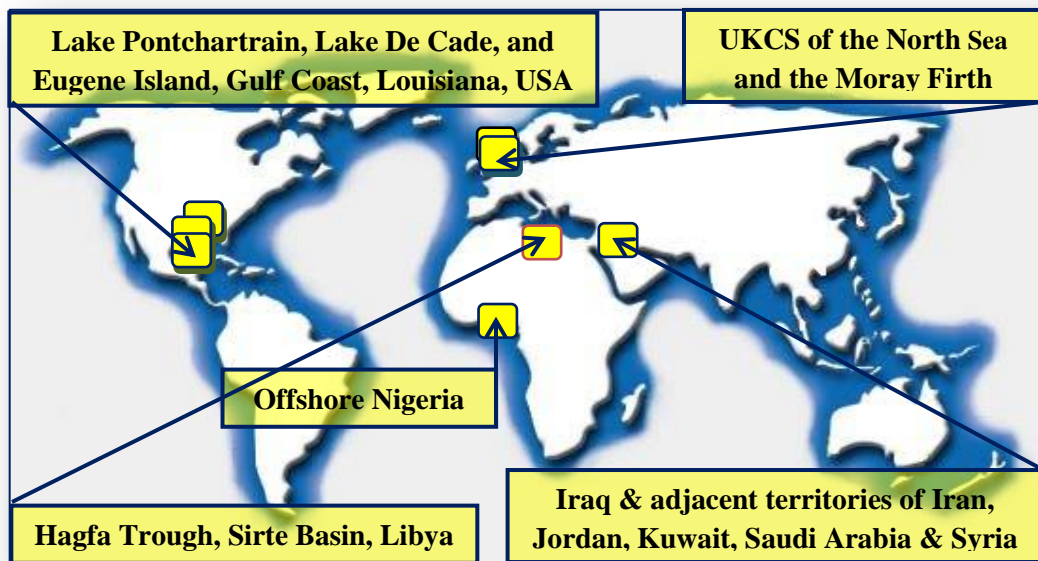 Lake Pontchartrain, Lake De Cade, and
Eugene Island, Gulf Coast, Louisiana, USA
UKCS of the North Sea
and the Moray Firth
Offshore Nigeria
Hagfa Trough, Sirte Basin, Libya
Iraq & adjacent territories of Iran,
Jordan, Kuwait, Saudi Arabia & Syria